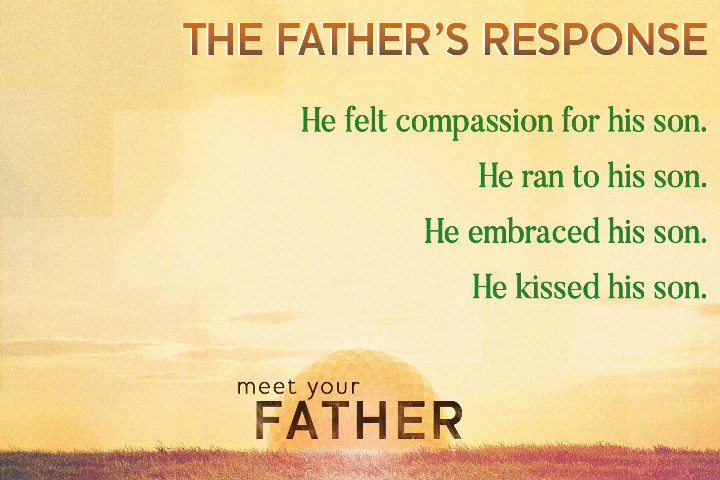 THE FATHER'S RESPONSE
He felt compassion for his son.
He ran to his son.
He embraced his son.
He kissed his son.
meet your
FATHER